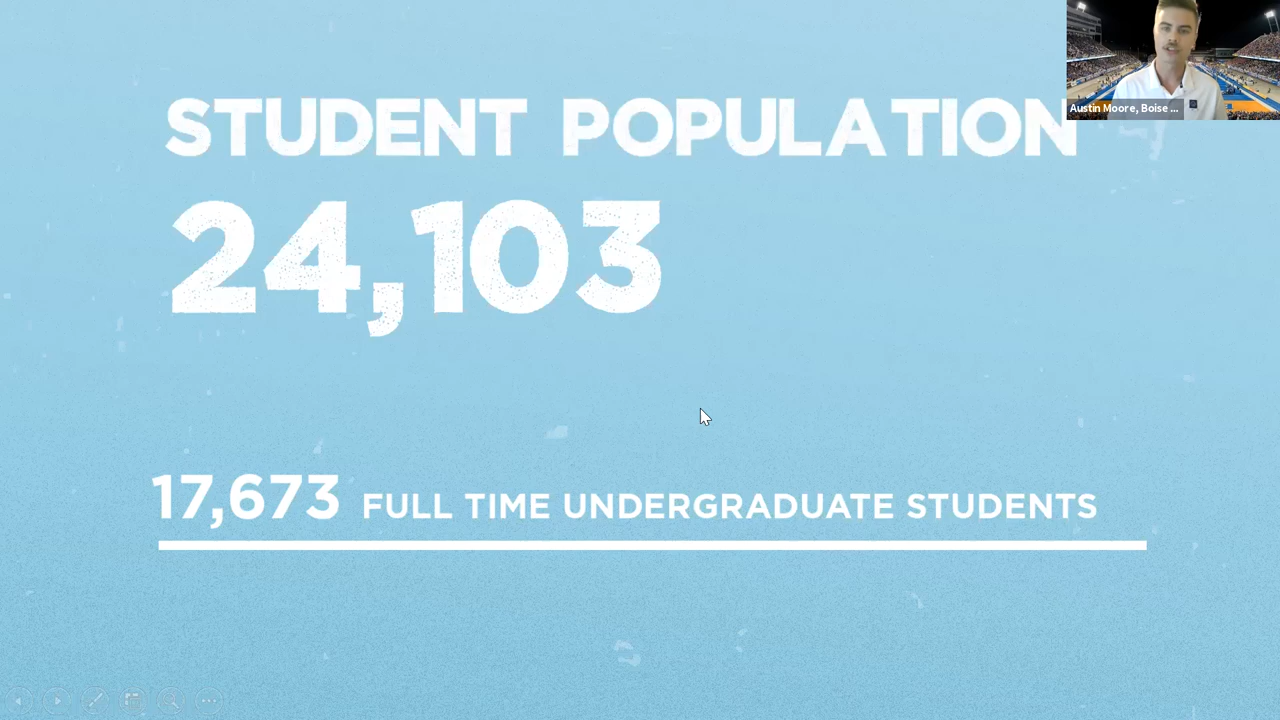 STUDENT POPULATION
24,103
17,673 FULL TIME UNDERGRADUATE STUDENTS
Austin Moore, Boise ...